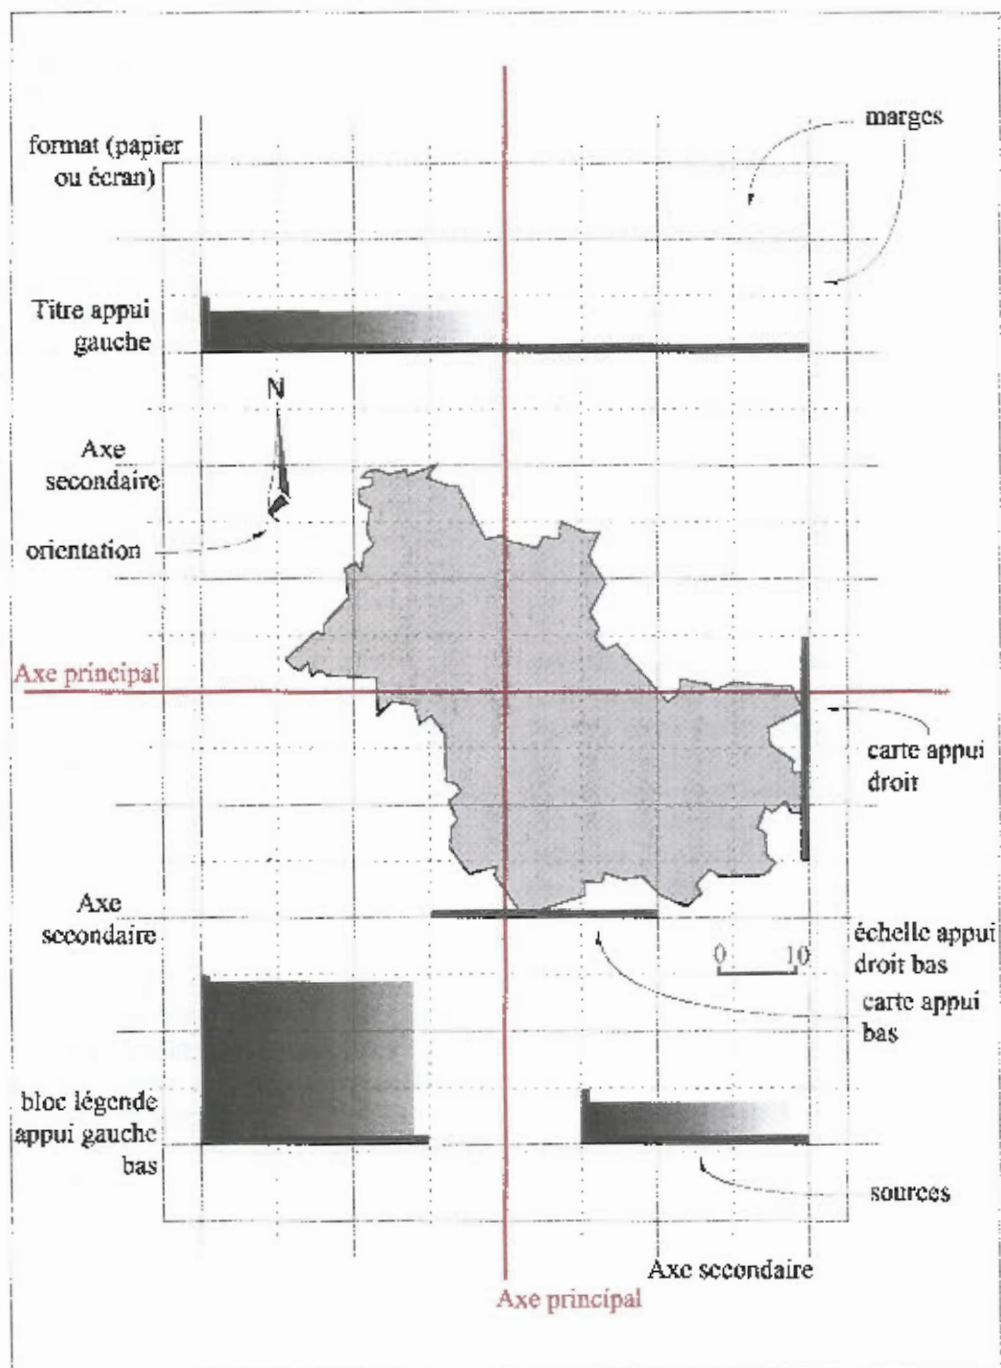 marges
format (papier
ou écran)
Titre appui
gauche
N
Axe
secondaire
orientation
Axe principal
carte appui
droit
Axe
secondaire
échelle appui
droit bas
0 10
carte appui
bas
bloc légende
appui gauche
bas
sources
Axe secondaire
Axe principal